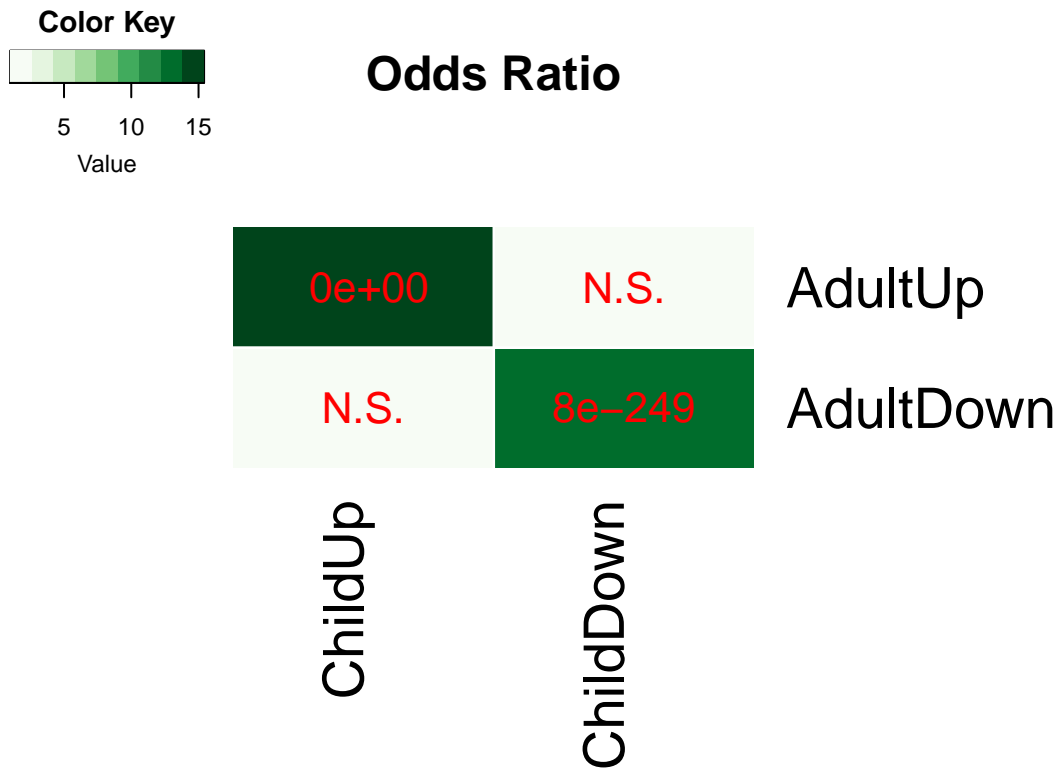 Color Key
5 10 15
Value
Odds Ratio
0e+00 N.S. AdultUp
N.S. 8e−249 AdultDown
ChildUp
ChildDown